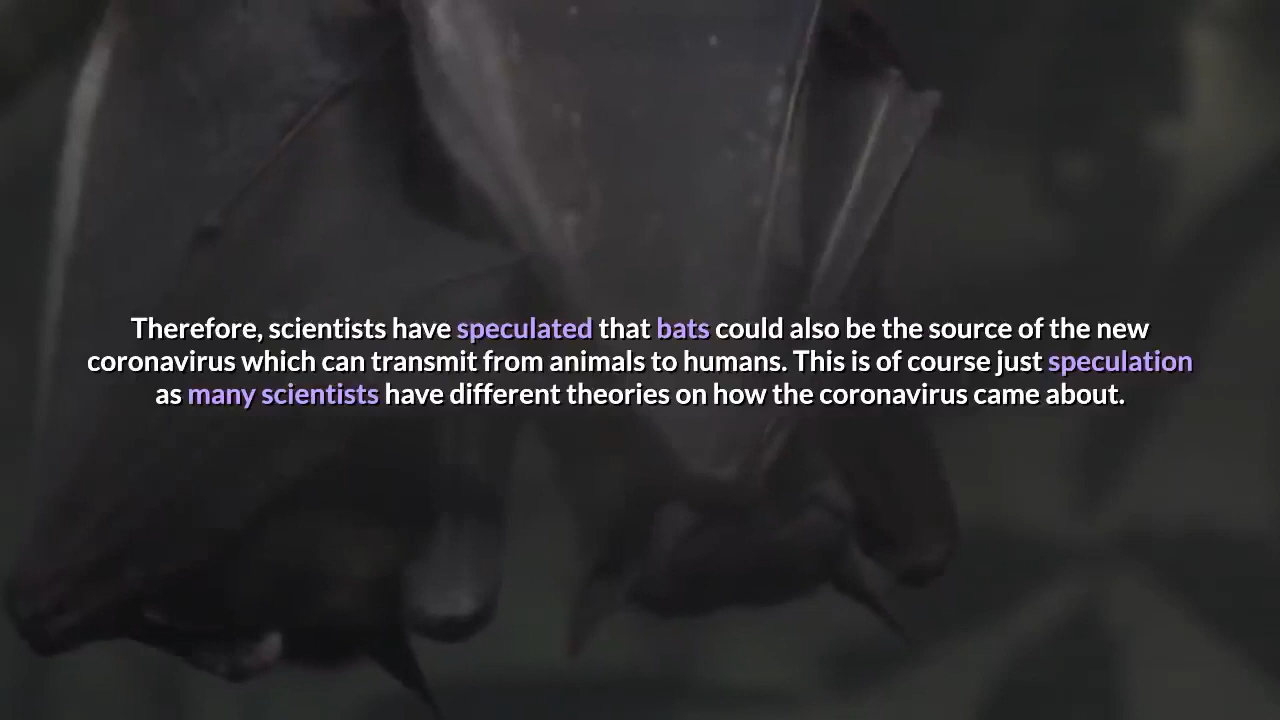 Therefore, scientists have speculated that bats could also be the source of the new
coronavirus which can transmit from animals to humans. This is of course just speculation
as many scientists have different theories on how the coronavirus came about.